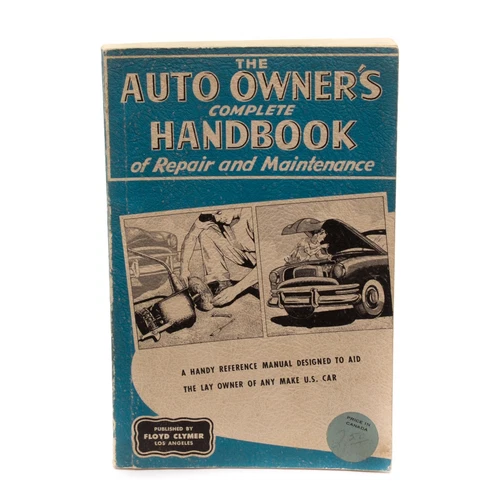 THE
AUTO OWNER'S
COMPLETE
HANDBOOK
of Repair and Maintenance
A HANDY REFERENCE MANUAL DESIGNED TO AID
THE LAY OWNER OF ANY MAKE U.S. CAR
PUBLISHED BY
FLOYD CLYMER
LOS ANGELES
PRICE IN
CANADA